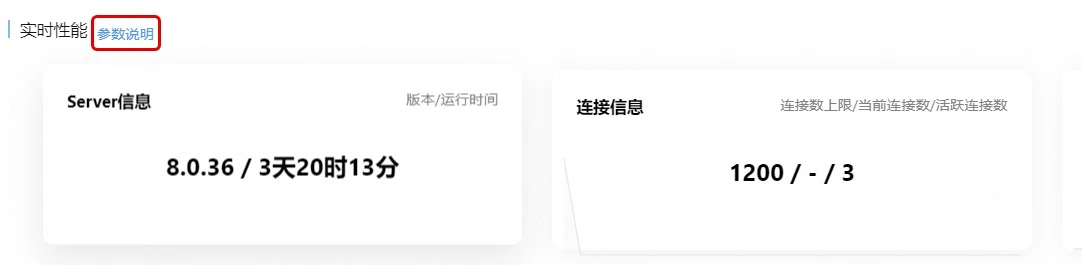 实时性能 参数说明
Server信息 版本/运行时间
8.0.36 / 3天20时13分
连接信息 连接数上限/当前连接数/活跃连接数
1200 / - / 3